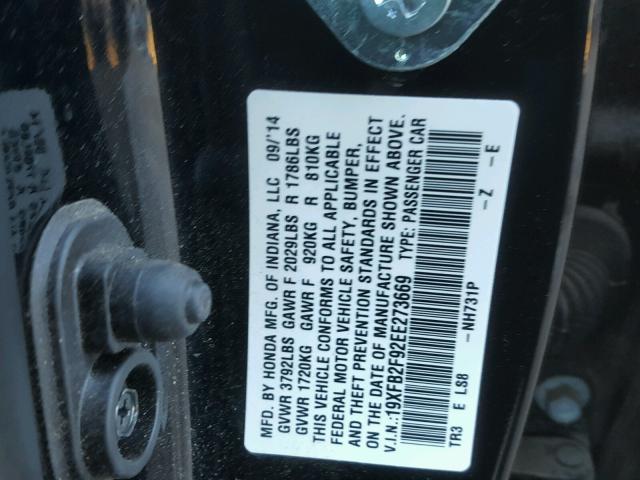 MFD. BY HONDA MFG. OF INDIANA, LLC 09/'14
GVWR 3792LBS GAWR F 2029LBS R 1786LBS
GVWR 1720KG GAWR F 920KG R 810KG
THIS VEHICLE CONFORMS TO ALL APPLICABLE
FEDERAL MOTOR VEHICLE SAFETY, BUMPER,
AND THEFT PREVENTION STANDARDS IN EFFECT
ON THE DATE OF MANUFACTURE SHOWN ABOVE.
V.I.N.:19XFB2F92EE273669 TYPE: PASSENGER CAR
TR3 E LS8 — NH731P — Z — E